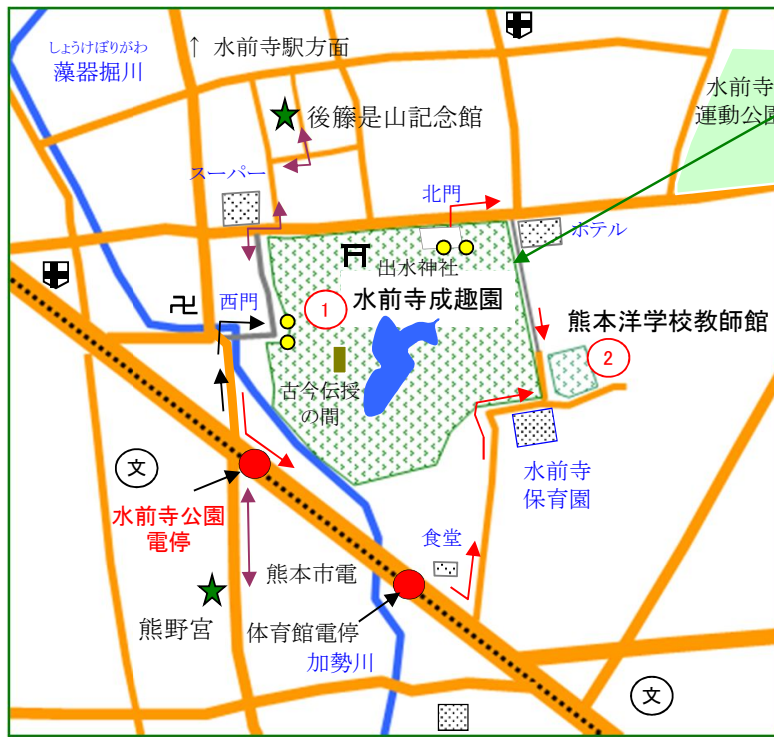 しょうけぼりがわ
藻器掘川
↑ 水前寺駅方面
水前寺
運動公園
後籐是山記念館
スーパー
北門
ホテル
出水神社
西門
1
水前寺成趣園
熊本洋学校教師館
2
古今伝授
の間
文
水前寺公園
電停
水前寺
保育園
食堂
熊本市電
熊野宮
体育館電停
加勢川
文